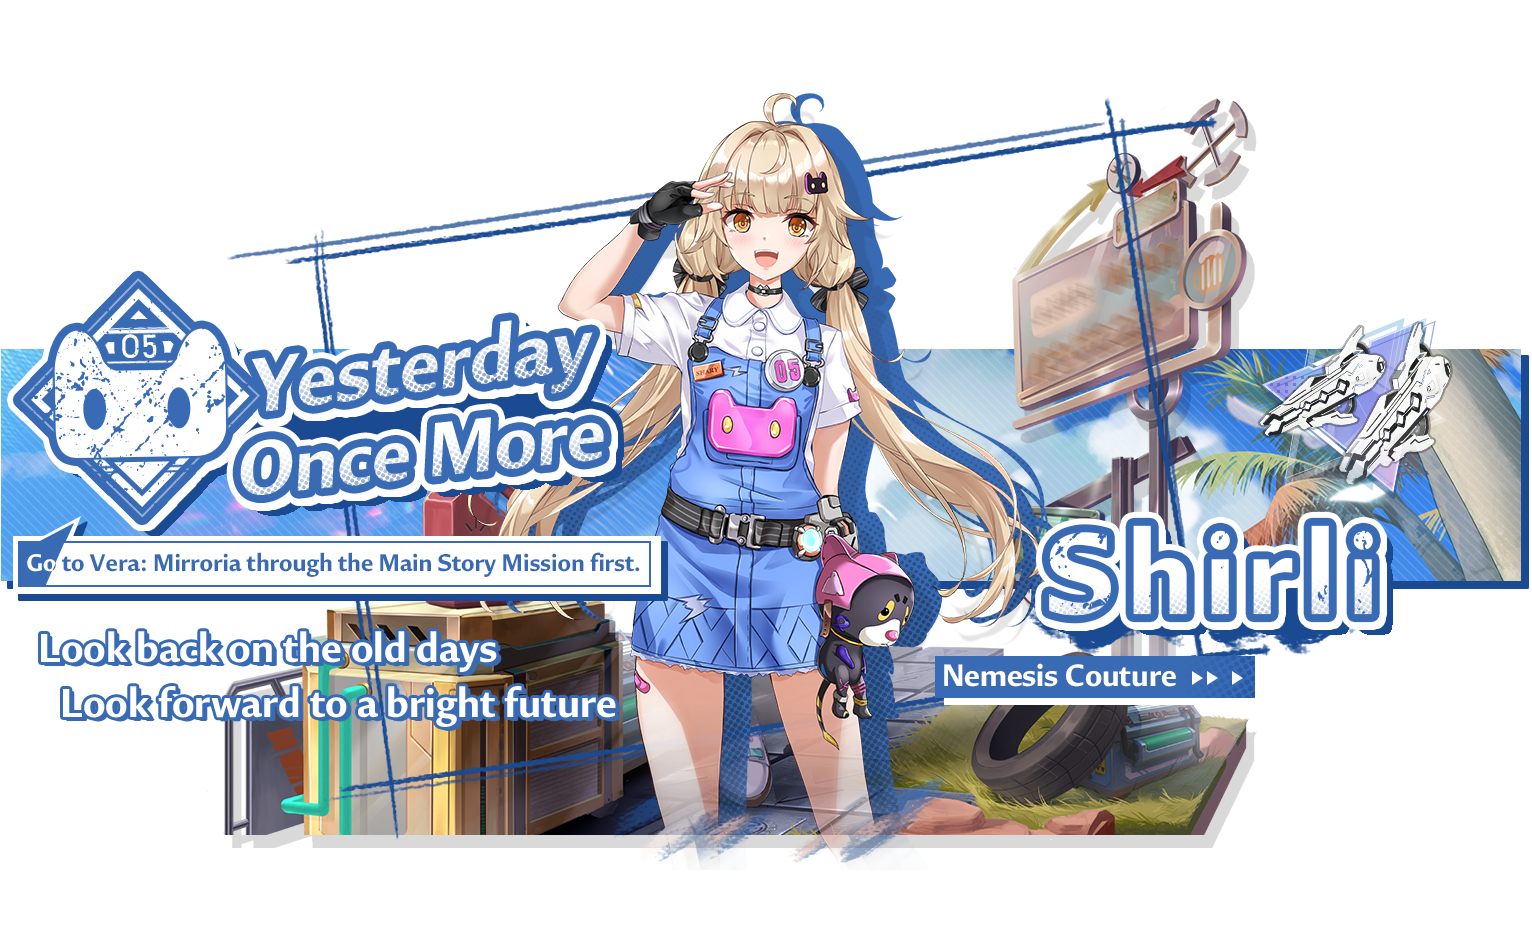 05
Yesterday
Once More
Go to Vera: Mirroria through the Main Story Mission first.
Look back on the old days
Look forward to a bright future
SHARY
05
Shirli
Nemesis Couture